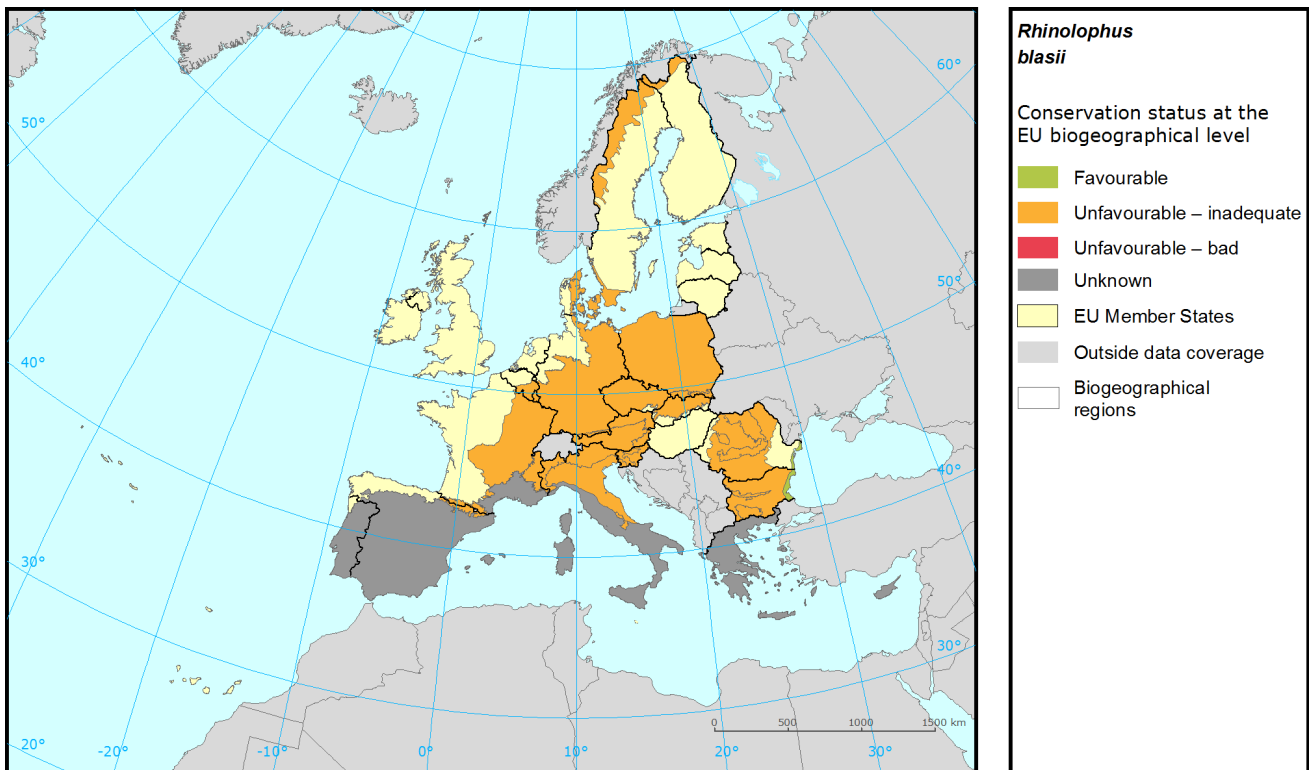 Rhinolophus
blasii
Conservation status at the
EU biogeographical level
Favourable
Unfavourable – inadequate
Unfavourable – bad
Unknown
EU Member States
Outside data coverage
Biogeographical
regions
60°
50°
50°
40°
40°
30°
30°
20°
-20°
-10°
0°
10°
20°
30°
0
500
1000
1500 km